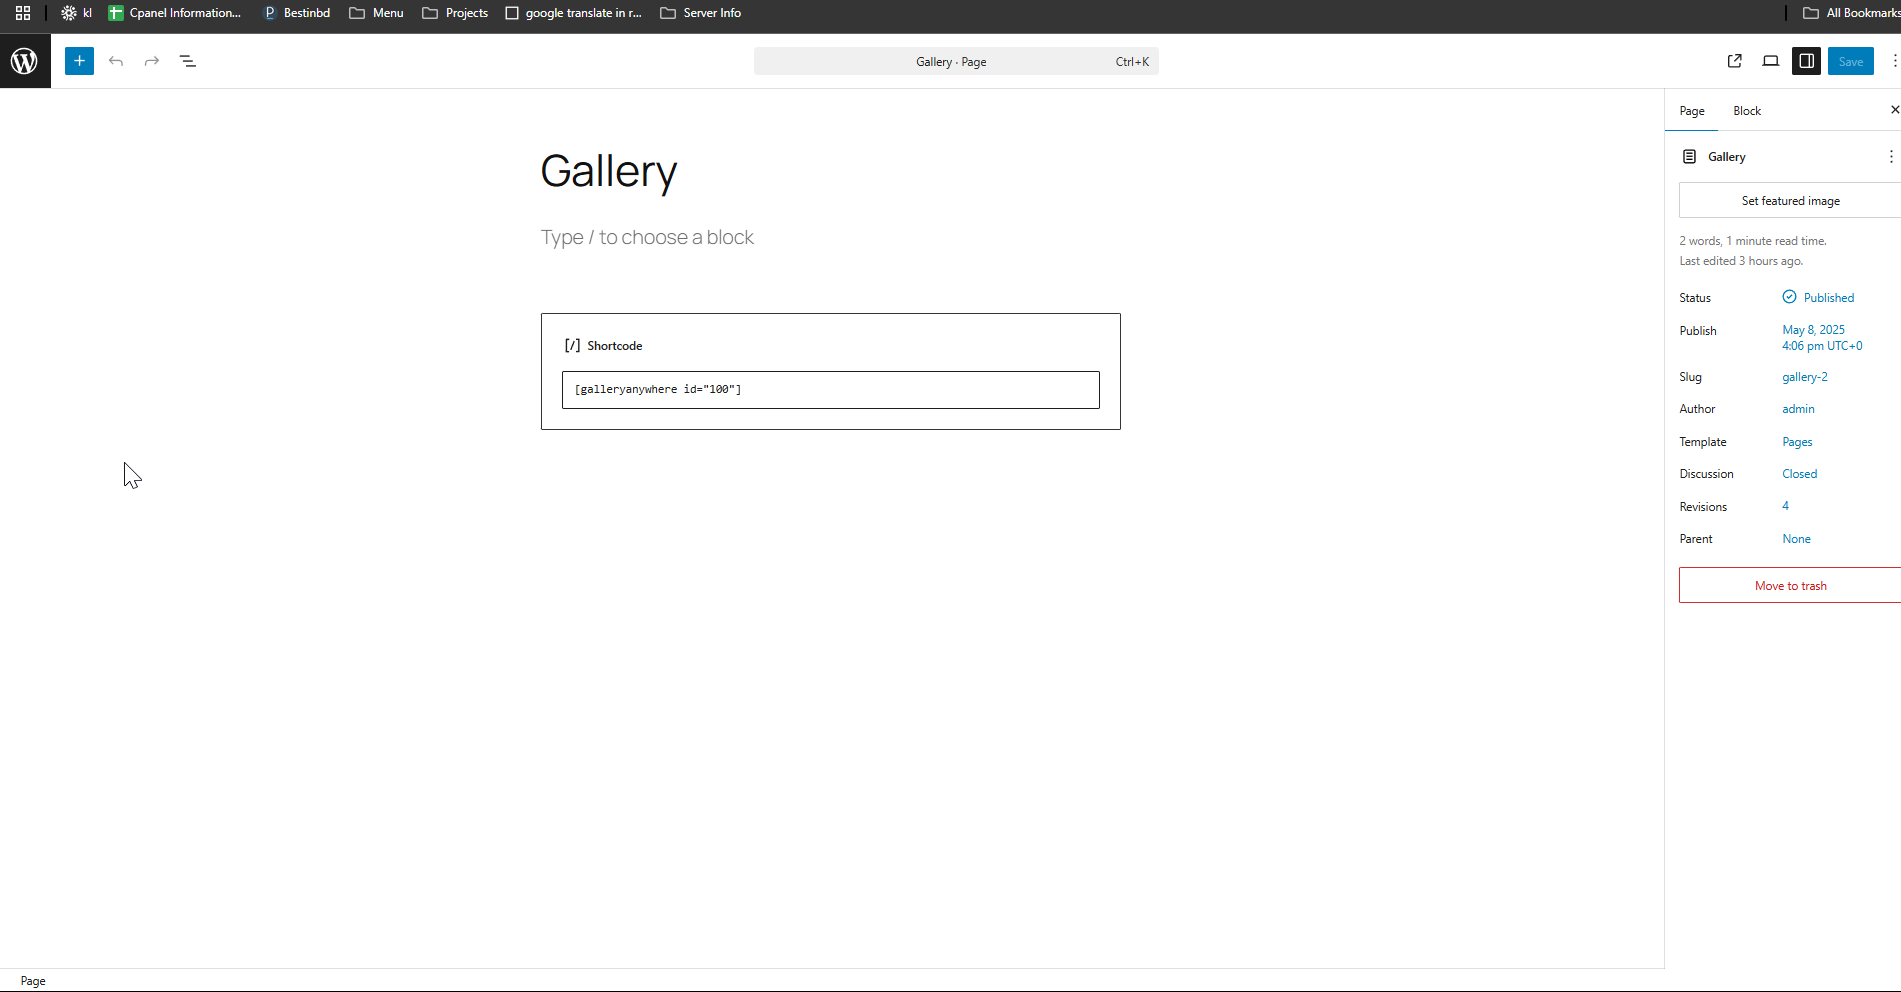 kl
Cpanel Information...
Bestinbd
Menu
Projects
google translate in r...
Server Info
All Bookmarks
Gallery · Page
Ctrl+K
Save
Page
Block
Gallery
Gallery
Set featured image
Type / to choose a block
2 words, 1 minute read time.
Last edited 3 hours ago.
Status
Published
Publish
May 8, 2025
4:06 pm UTC+0
[/] Shortcode
[galleryanywhere id="100"]
Slug
gallery-2
Author
admin
Template
Pages
Discussion
Closed
Revisions
4
Parent
None
Move to trash
Page